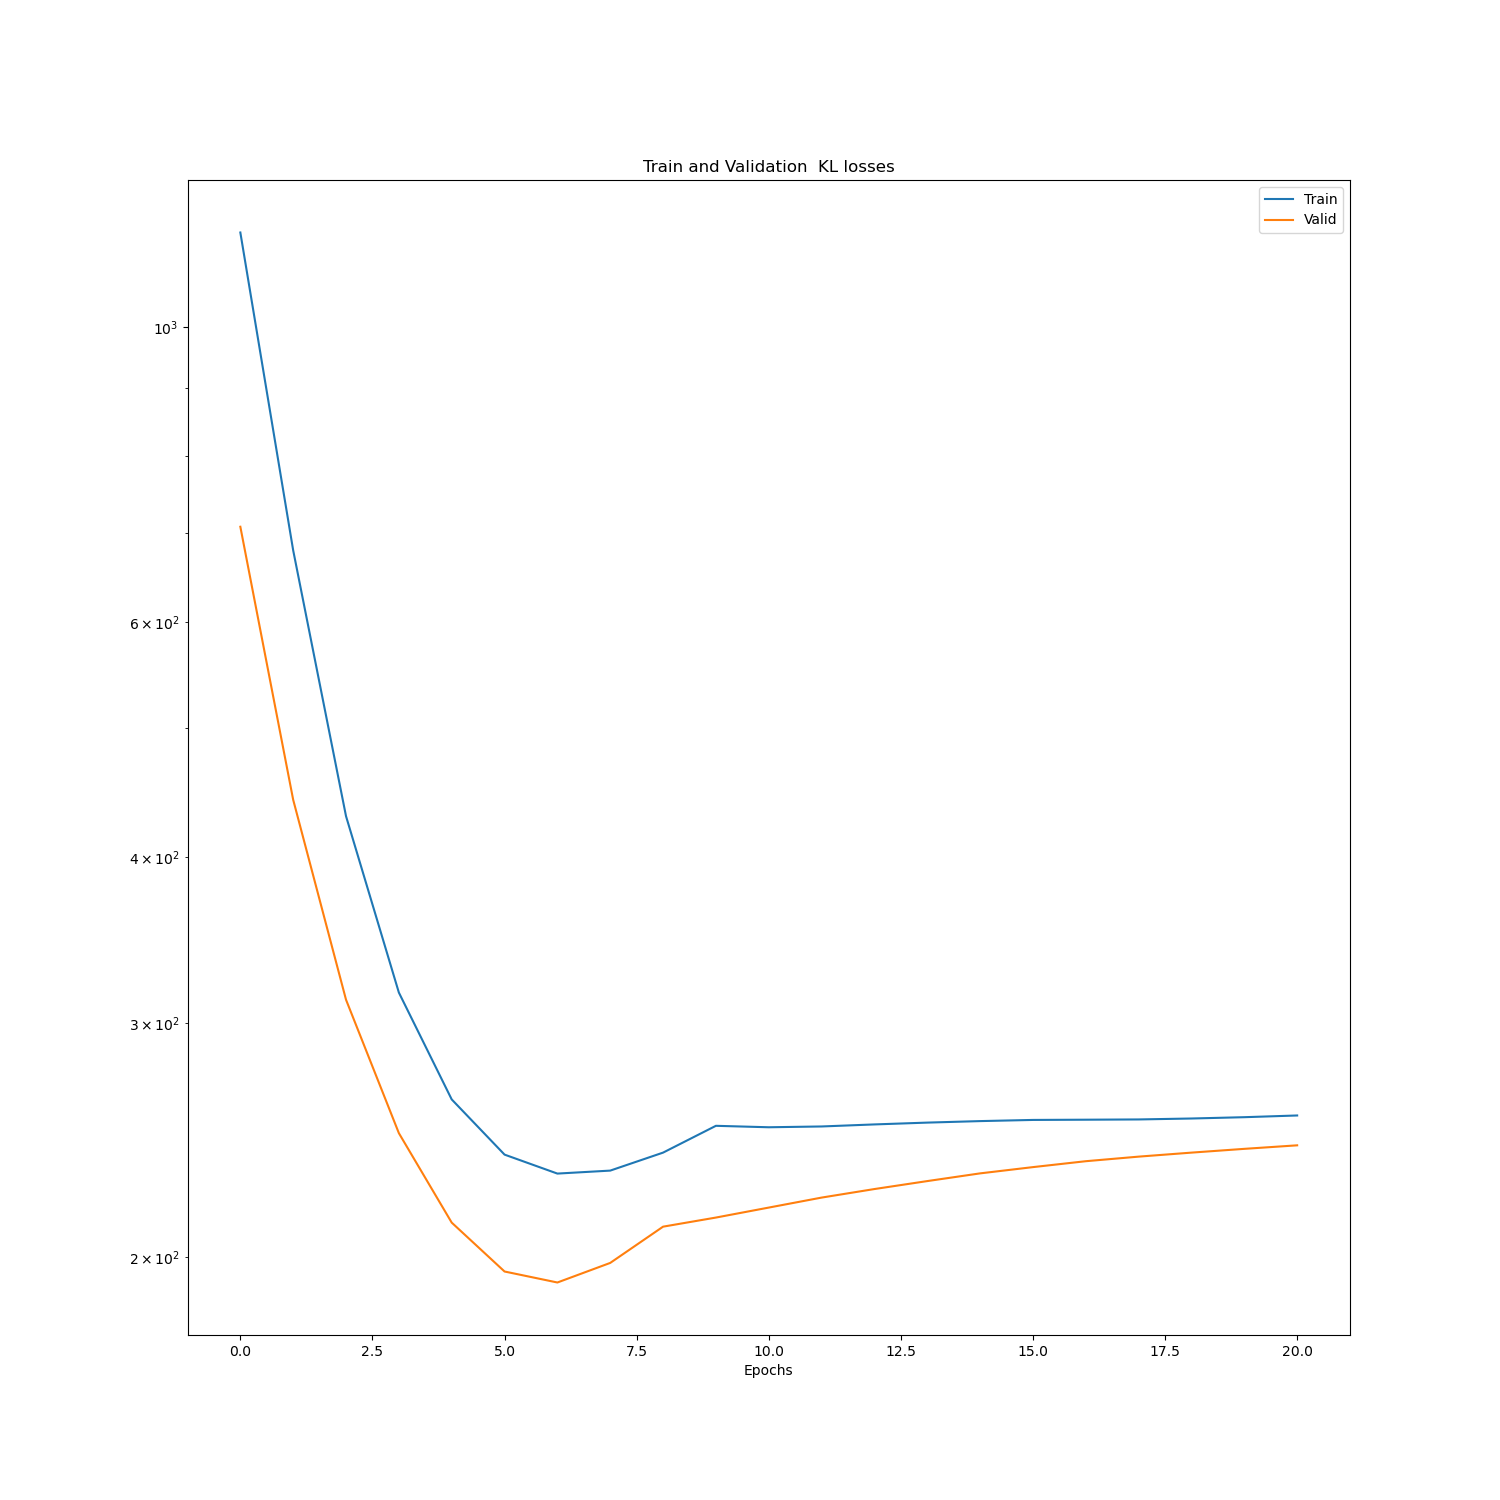 Train and Validation  KL losses
Train
Valid
10³
6 × 10²
4 × 10²
3 × 10²
2 × 10²
0.0 2.5 5.0 7.5 10.0 12.5 15.0 17.5 20.0
Epochs